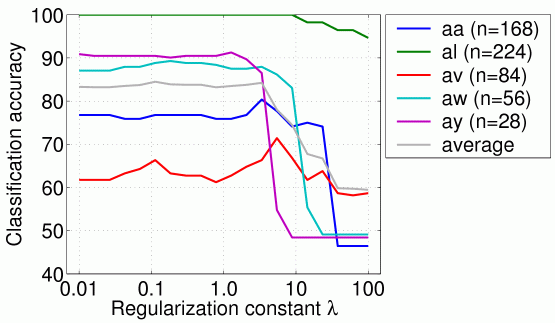 100
90
80
70
60
50
40
Classification accuracy
0.01 0.1 1.0 10 100
Regularization constant λ
aa (n=168)
al (n=224)
av (n=84)
aw (n=56)
ay (n=28)
average